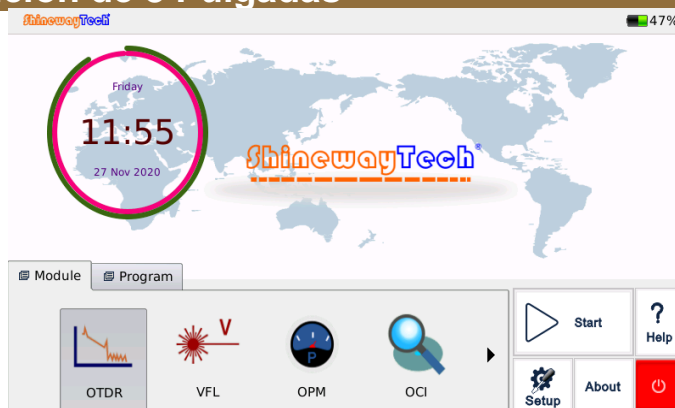 ShinewayTech
47%
Friday
11:55
27 Nov 2020
ShinewayTech®
Module
Program
V
P
OTDR
VFL
OPM
OCI
Start
?
Help
Setup
About